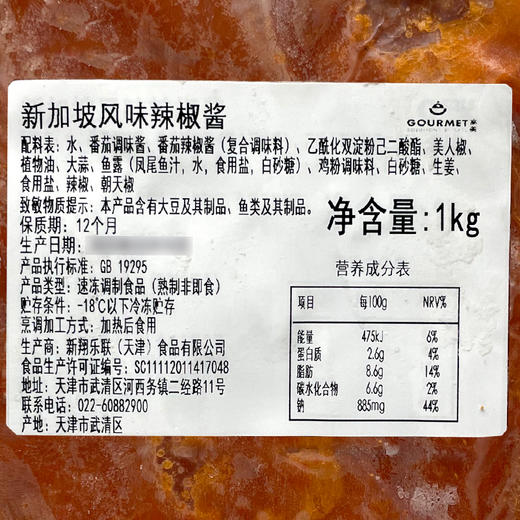 新加坡风味辣椒酱
GOURMET
配料表：水、番茄调味酱、番茄辣椒酱（复合调味料）、乙酰化双淀粉己二酸酯、美人椒、
植物油、大蒜、鱼露（凤尾鱼汁，水，食用盐，白砂糖）、鸡粉调味料、白砂糖、生姜、
食用盐、辣椒、朝天椒
致敏物质提示：本产品含有大豆及其制品、鱼类及其制品。
保质期：12个月
生产日期：
净含量：1kg
产品执行标准：GB 19295
产品类型：速冻调制食品（熟制非即食）
贮存条件：-18℃以下冷冻贮存
烹调加工方式：加热后食用
生产商：新翔乐联（天津）食品有限公司
食品生产许可证编号：SC11112011417048
地址：天津市武清区河西务镇二经路11号
联系方式：022-60882900
产地：天津市武清区
营养成分表
项目 每100g NRV%
能量 475kJ 6%
蛋白质 2.6g 4%
脂肪 8.6g 14%
碳水化合物 6.6g 2%
钠 885mg 44%